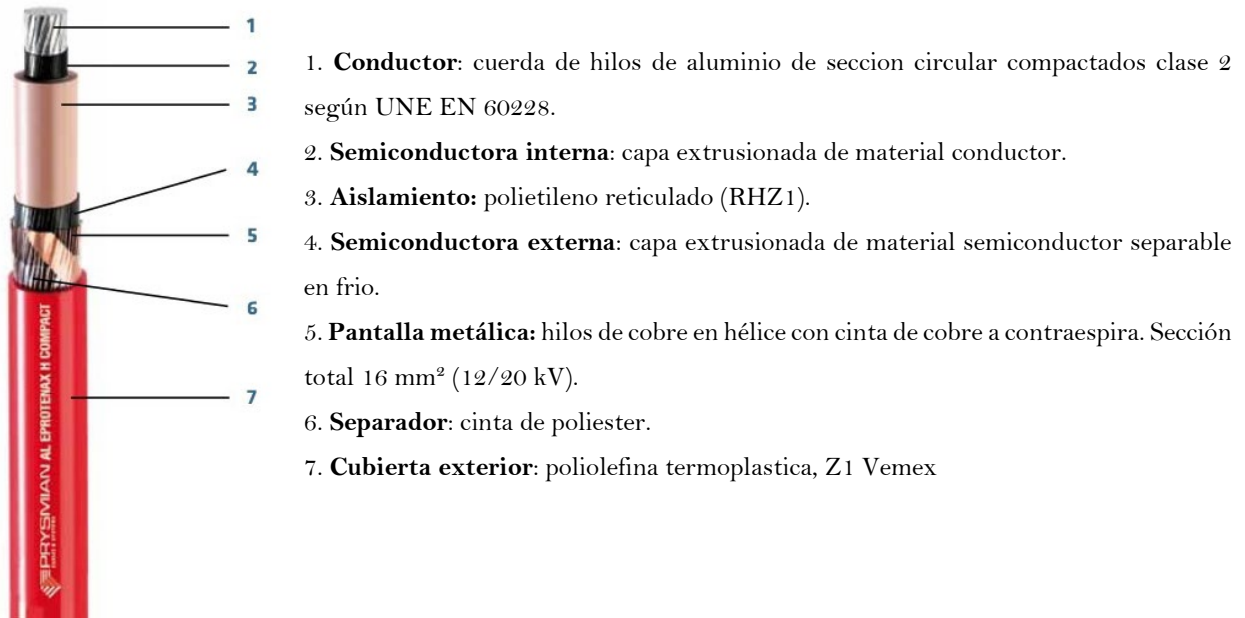 1
2
3
4
5
6
7
PRYSMIAN AL EPROTENAX H COMPACT
1. Conductor: cuerda de hilos de aluminio de seccion circular compactados clase 2
según UNE EN 60228.
2. Semiconductora interna: capa extrusionada de material conductor.
3. Aislamiento: polietileno reticulado (RHZ1).
4. Semiconductora externa: capa extrusionada de material semiconductor separable
en frio.
5. Pantalla metálica: hilos de cobre en hélice con cinta de cobre a contraespira. Sección
total 16 mm² (12/20 kV).
6. Separador: cinta de poliester.
7. Cubierta exterior: poliolefina termoplastica, Z1 Vemex